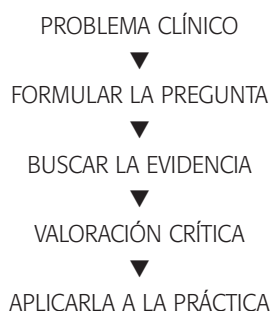 PROBLEMA CLÍNICO
▼
FORMULAR LA PREGUNTA
▼
BUSCAR LA EVIDENCIA
▼
VALORACIÓN CRÍTICA
▼
APLICARLA A LA PRÁCTICA